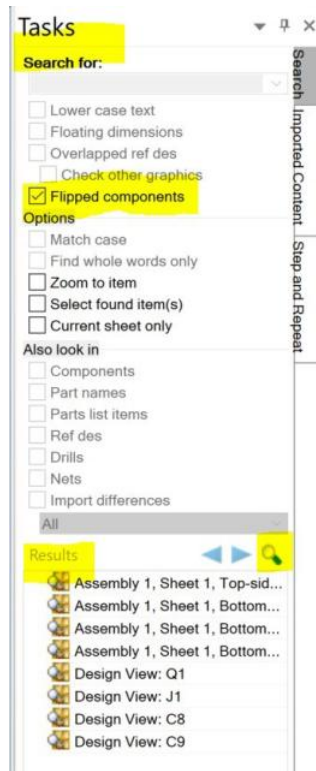 Tasks
Search for:
Lower case text
Floating dimensions
Overlapped ref des
Check other graphics
Flipped components
Options
Match case
Find whole words only
Zoom to item
Select found item(s)
Current sheet only
Also look in
Components
Part names
Parts list items
Ref des
Drills
Nets
Import differences
All
Results
Assembly 1, Sheet 1, Top-sid...
Assembly 1, Sheet 1, Bottom...
Assembly 1, Sheet 1, Bottom...
Assembly 1, Sheet 1, Bottom...
Design View: Q1
Design View: J1
Design View: C8
Design View: C9
Search
Imported Content
Step and Repeat